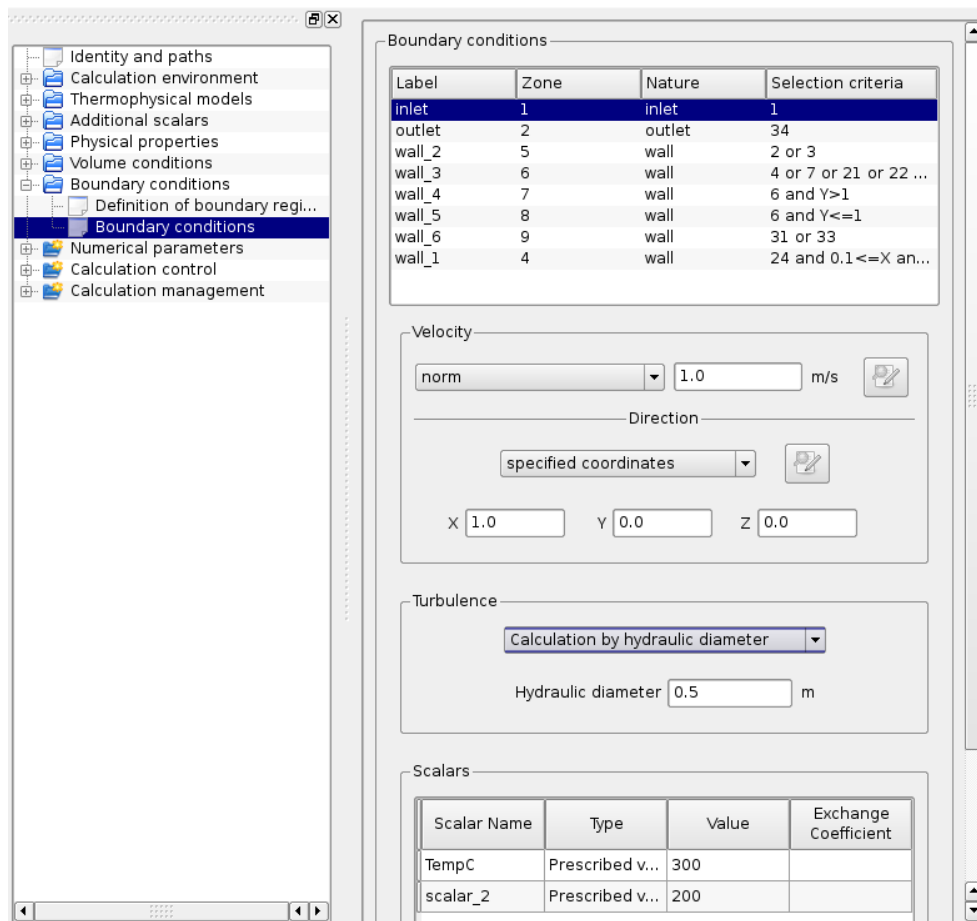 Identity and paths
Calculation environment
Thermophysical models
Additional scalars
Physical properties
Volume conditions
Boundary conditions
Definition of boundary regi...
Boundary conditions
Numerical parameters
Calculation control
Calculation management
Boundary conditions
Label Zone Nature Selection criteria
inlet 1 inlet 1
outlet 2 outlet 34
wall_2 5 wall 2 or 3
wall_3 6 wall 4 or 7 or 21 or 22 ...
wall_4 7 wall 6 and Y>1
wall_5 8 wall 6 and Y<=1
wall_6 9 wall 31 or 33
wall_1 4 wall 24 and 0.1<=X an...
Velocity
norm 1.0 m/s
Direction
specified coordinates
X 1.0 Y 0.0 Z 0.0
Turbulence
Calculation by hydraulic diameter
Hydraulic diameter 0.5 m
Scalars
Scalar Name Type Value Exchange
Coefficient
TempC Prescribed v... 300
scalar_2 Prescribed v... 200